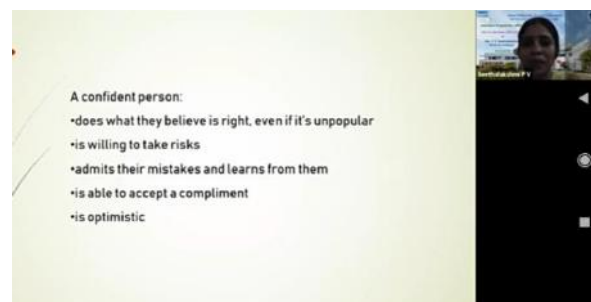 A confident person:
•does what they believe is right, even if it's unpopular
•is willing to take risks
•admits their mistakes and learns from them
•is able to accept a compliment
•is optimistic
Seethalakshmi P V